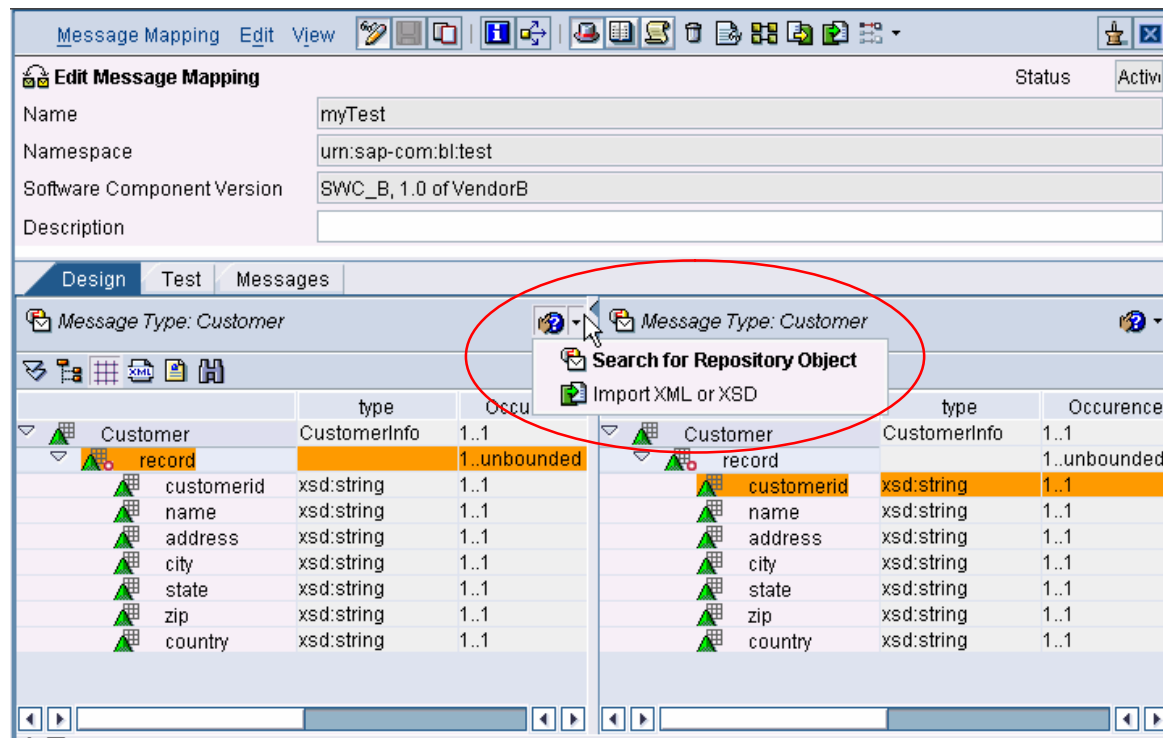 Message Mapping Edit View
Edit Message Mapping Status Activ
Name myTest
Namespace urn:sap-com:bl:test
Software Component Version SWC_B, 1.0 of VendorB
Description
Design Test Messages
Message Type: Customer
Message Type: Customer
Search for Repository Object
Import XML or XSD
XML
type Occu
Customer CustomerInfo 1..1
record 1..unbounded
customerid xsd:string 1..1
name xsd:string 1..1
address xsd:string 1..1
city xsd:string 1..1
state xsd:string 1..1
zip xsd:string 1..1
country xsd:string 1..1
type Occurence
Customer CustomerInfo 1..1
record 1..unbounded
customerid xsd:string 1..1
name xsd:string 1..1
address xsd:string 1..1
city xsd:string 1..1
state xsd:string 1..1
zip xsd:string 1..1
country xsd:string 1..1